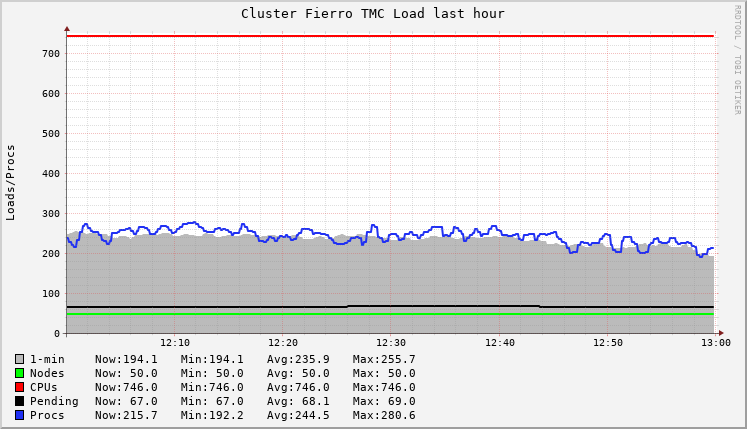 Cluster Fierro TMC Load last hour
RRDTOOL / TOBI OETIKER
Loads/Procs
700
600
500
400
300
200
100
0
12:10 12:20 12:30 12:40 12:50 13:00
1-min Now:194.1 Min:194.1 Avg:235.9 Max:255.7
Nodes Now: 50.0 Min: 50.0 Avg: 50.0 Max: 50.0
CPUs Now:746.0 Min:746.0 Avg:746.0 Max:746.0
Pending Now: 67.0 Min: 67.0 Avg: 68.1 Max: 69.0
Procs Now:215.7 Min:192.2 Avg:244.5 Max:280.6